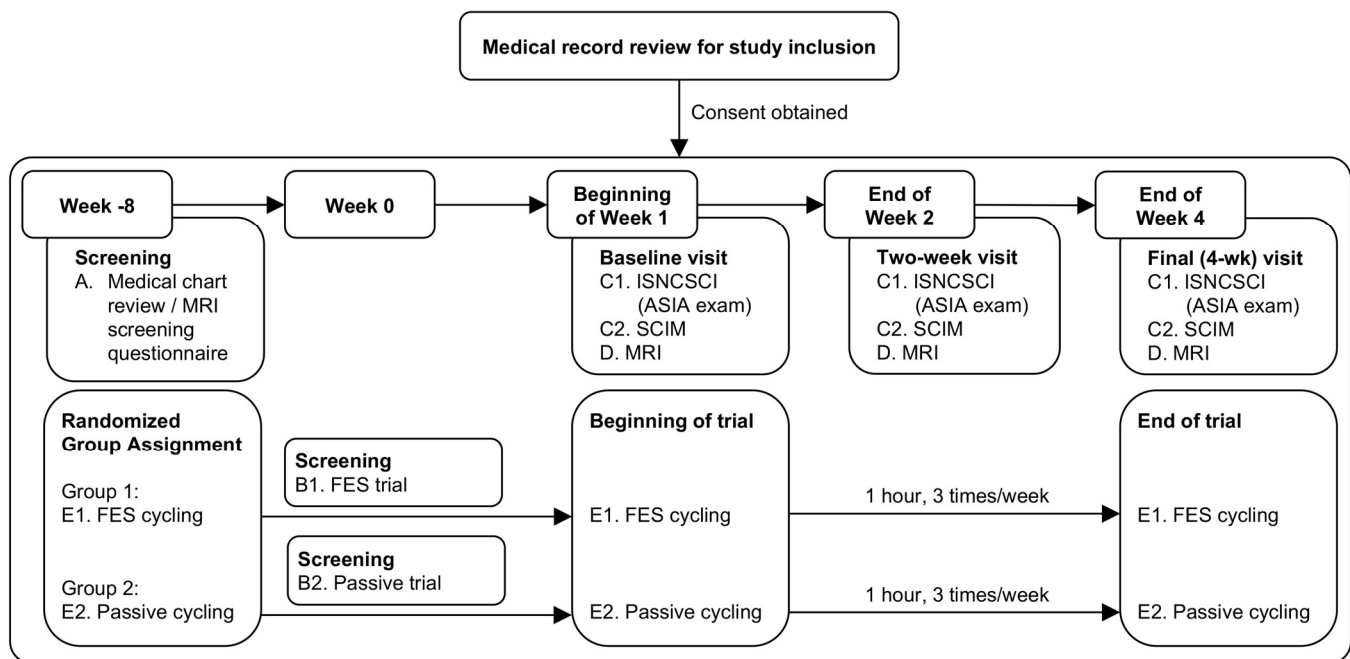 Medical record review for study inclusion
Consent obtained
Week -8
Week 0
Beginning
of Week 1
End of
Week 2
End of
Week 4
Screening
A. Medical chart
review / MRI
screening
questionnaire
Baseline visit
C1. ISNCSCI
(ASIA exam)
C2. SCIM
D. MRI
Two-week visit
C1. ISNCSCI
(ASIA exam)
C2. SCIM
D. MRI
Final (4-wk) visit
C1. ISNCSCI
(ASIA exam)
C2. SCIM
D. MRI
Randomized
Group Assignment
Group 1:
E1. FES cycling
Group 2:
E2. Passive cycling
Screening
B1. FES trial
Screening
B2. Passive trial
Beginning of trial
E1. FES cycling
E2. Passive cycling
1 hour, 3 times/week
1 hour, 3 times/week
End of trial
E1. FES cycling
E2. Passive cycling